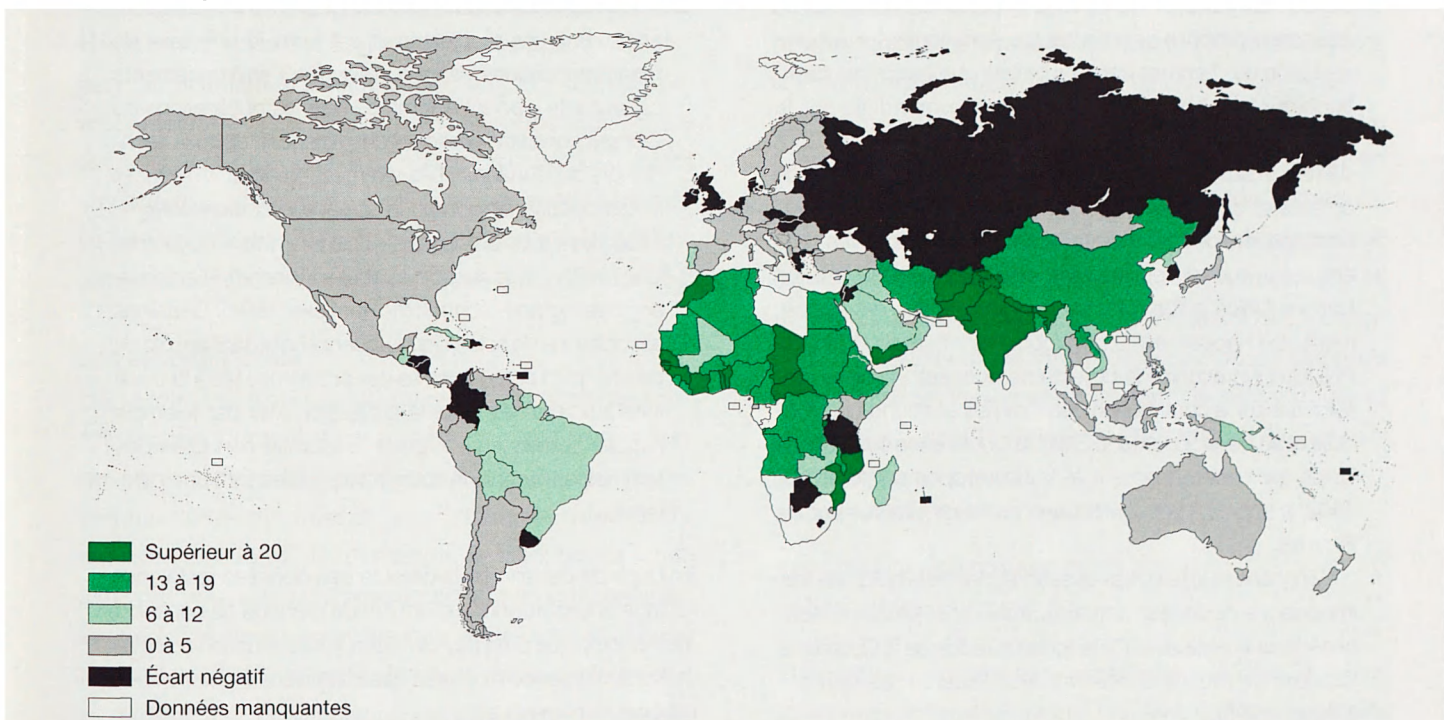 Supérieur à 20
13 à 19
6 à 12
0 à 5
Écart négatif
Données manquantes